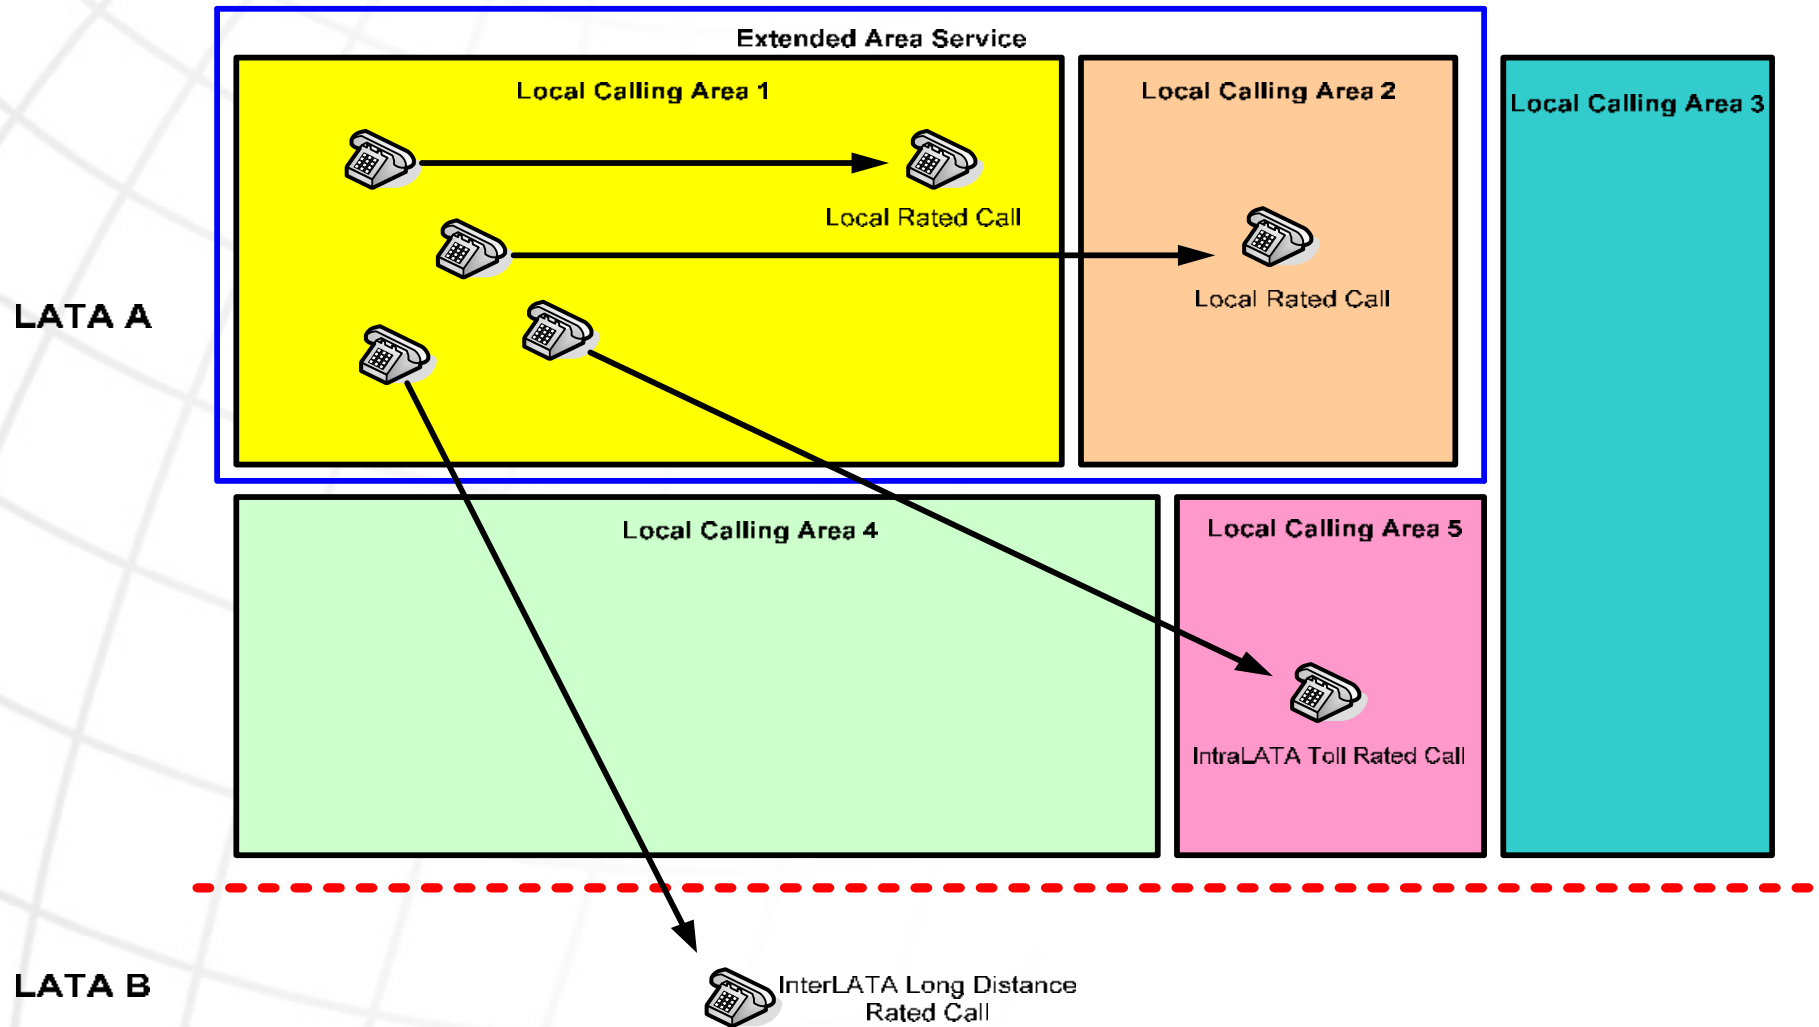 Extended Area Service
Local Calling Area 1
Local Calling Area 2
Local Calling Area 3
Local Rated Call
Local Rated Call
LATA A
Local Calling Area 4
Local Calling Area 5
IntraLATA Toll Rated Call
LATA B
InterLATA Long Distance
Rated Call